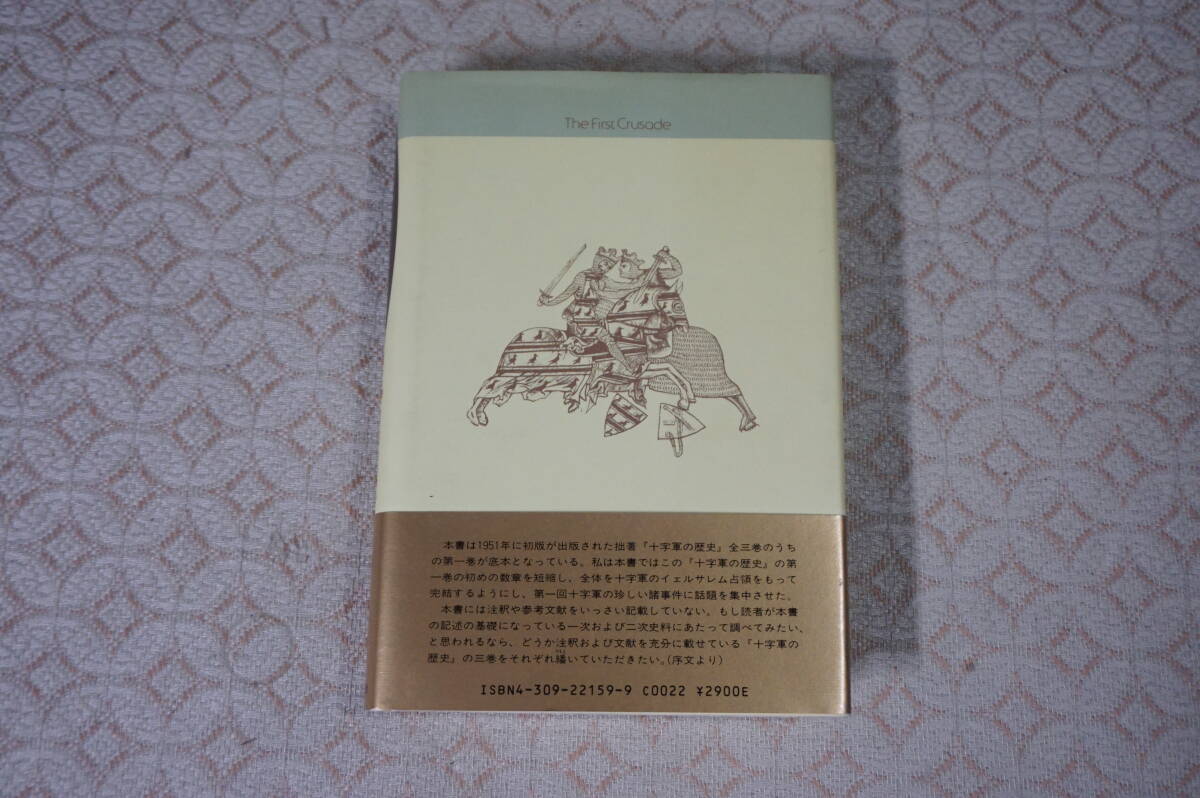 The First Crusade
本書は1951年に初版が出版された拙著『十字軍の歴史』全三巻のうち
の第一巻が底本となっている。私は本書ではこの『十字軍の歴史』の第
一巻の初めの数章を短縮し、全体を十字軍のイェルサレム占領をもって
完結するようにし、第一回十字軍の珍しい諸事件に話題を集中させた。
本書には注釈や参考文献をいっさい記載していない。もし読者が本書
の記述の基礎になっている一次および二次史料にあたって調べてみたい、
と思われるなら、どうか注釈および文献を充分に載せている『十字軍の
歴史』の三巻をそれぞれ繙いていただきたい。(序文より)
ISBN4-309-22159-9 C0022 ¥2900E